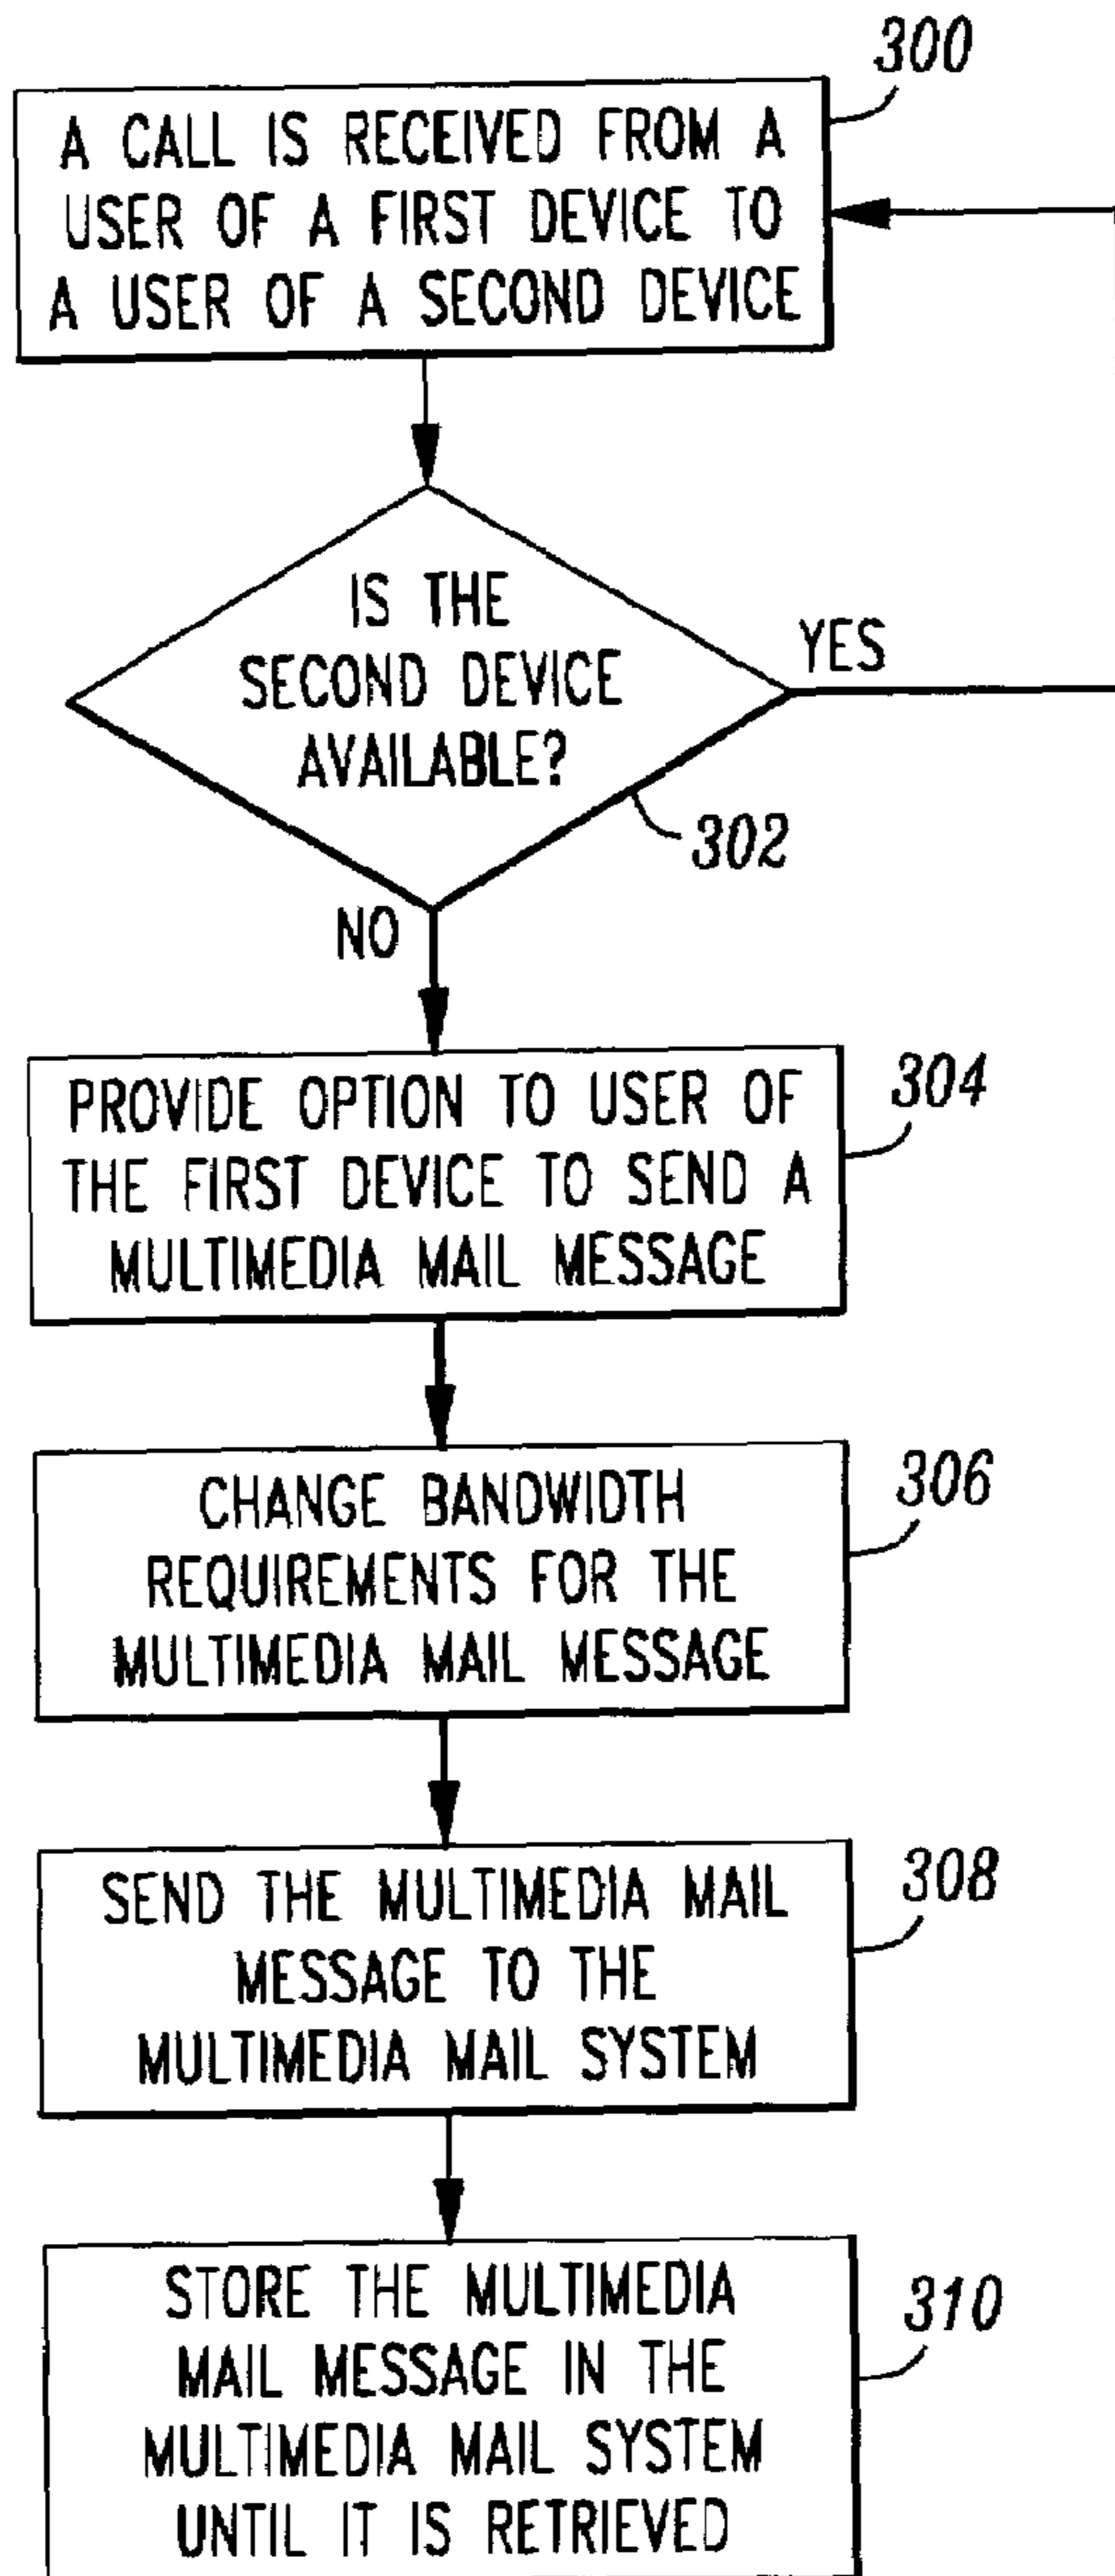 300
A CALL IS RECEIVED FROM A
USER OF A FIRST DEVICE TO
A USER OF A SECOND DEVICE
IS THE
SECOND DEVICE
AVAILABLE?
YES
302
NO
304
PROVIDE OPTION TO USER OF
THE FIRST DEVICE TO SEND A
MULTIMEDIA MAIL MESSAGE
306
CHANGE BANDWIDTH
REQUIREMENTS FOR THE
MULTIMEDIA MAIL MESSAGE
308
SEND THE MULTIMEDIA MAIL
MESSAGE TO THE
MULTIMEDIA MAIL SYSTEM
310
STORE THE MULTIMEDIA
MAIL MESSAGE IN THE
MULTIMEDIA MAIL SYSTEM
UNTIL IT IS RETRIEVED